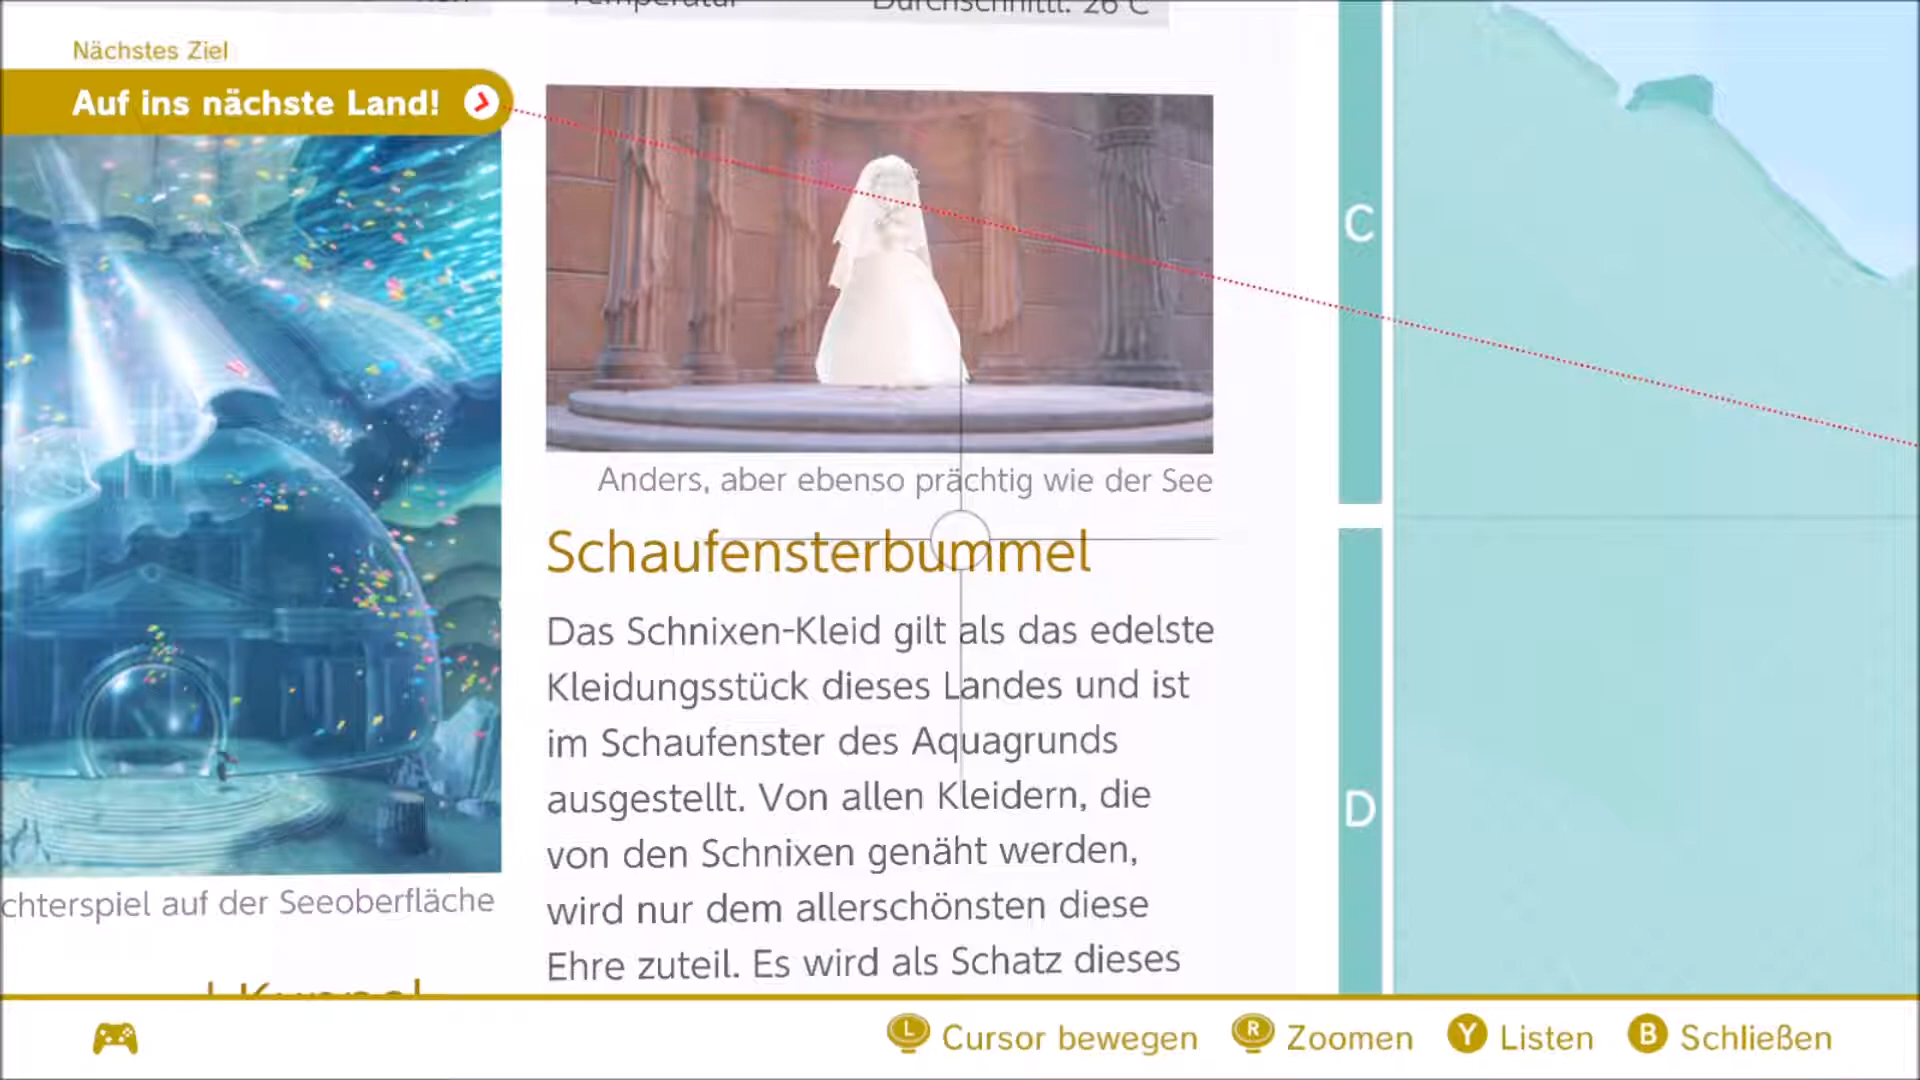 Temperatur
Durchschnittl. 26°C
Nächstes Ziel
Auf ins nächste Land!
Anders, aber ebenso prächtig wie der See
Schaufensterbummel
Das Schnixen-Kleid gilt als das edelste
Kleidungsstück dieses Landes und ist
im Schaufenster des Aquagrunds
ausgestellt. Von allen Kleidern, die
von den Schnixen genäht werden,
wird nur dem allerschönsten diese
Ehre zuteil. Es wird als Schatz dieses
chterspiel auf der Seeoberfläche
C
D
L Cursor bewegen
R Zoomen
Y Listen
B Schließen